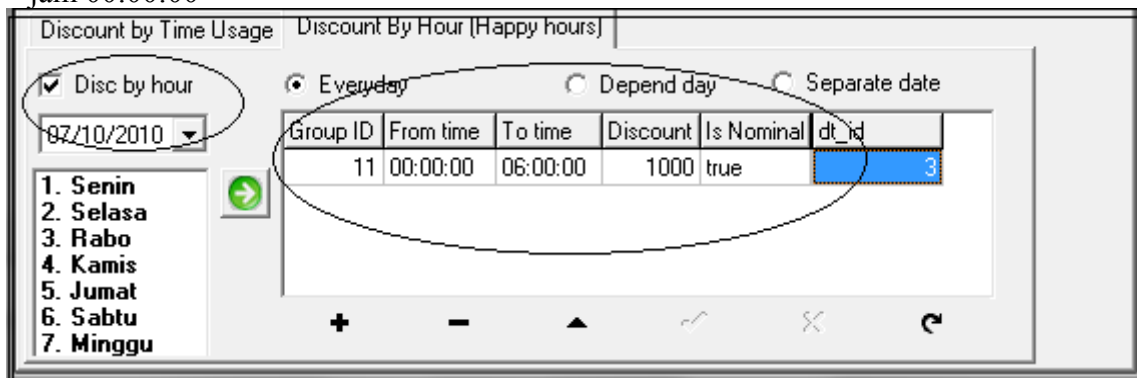 jam 00:00:00
Discount by Time Usage Discount By Hour (Happy hours)
Disc by hour Everyday Depend day Separate date
07/10/2010
Group ID From time To time Discount Is Nominal dt_id
11 00:00:00 06:00:00 1000 true 3
1. Senin
2. Selasa
3. Rabo
4. Kamis
5. Jumat
6. Sabtu
7. Minggu